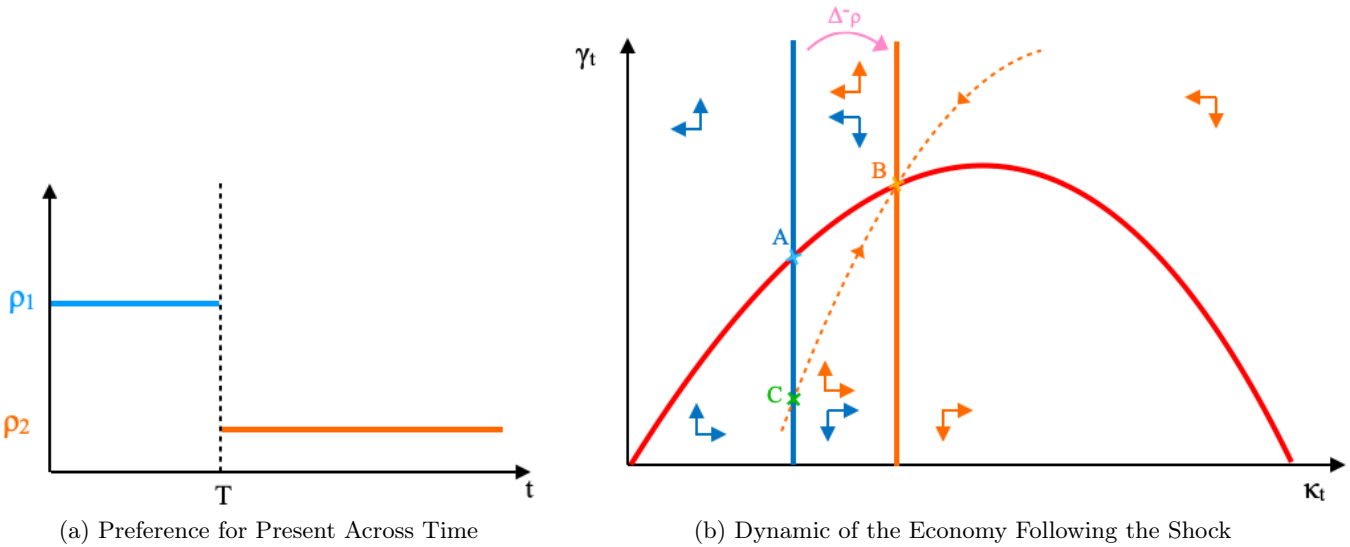 ρ₁
ρ₂
T
t
(a) Preference for Present Across Time
Δ⁻ρ
γₜ
B
A
C
κₜ
(b) Dynamic of the Economy Following the Shock